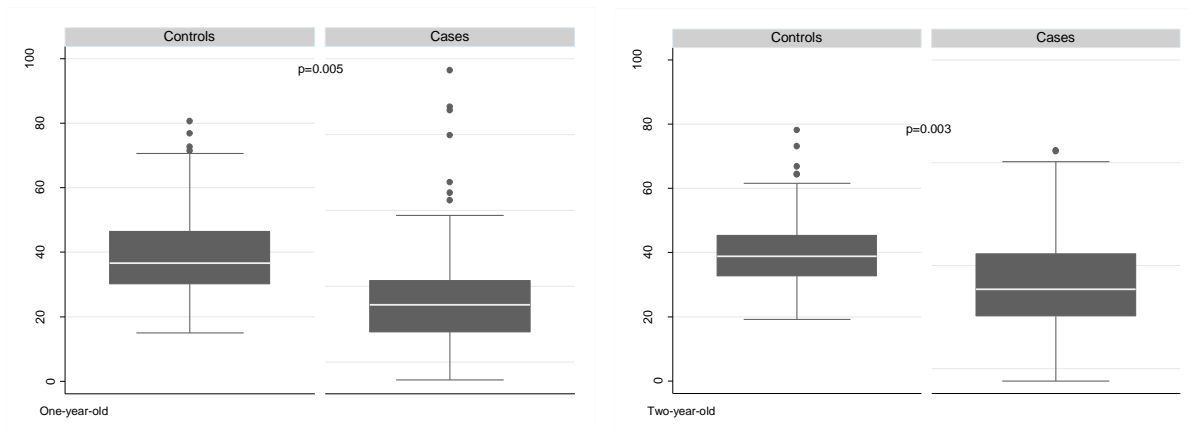 Controls
Cases
p=0.005
100
80
60
40
20
0
One-year-old
Controls
Cases
p=0.003
100
80
60
40
20
0
Two-year-old